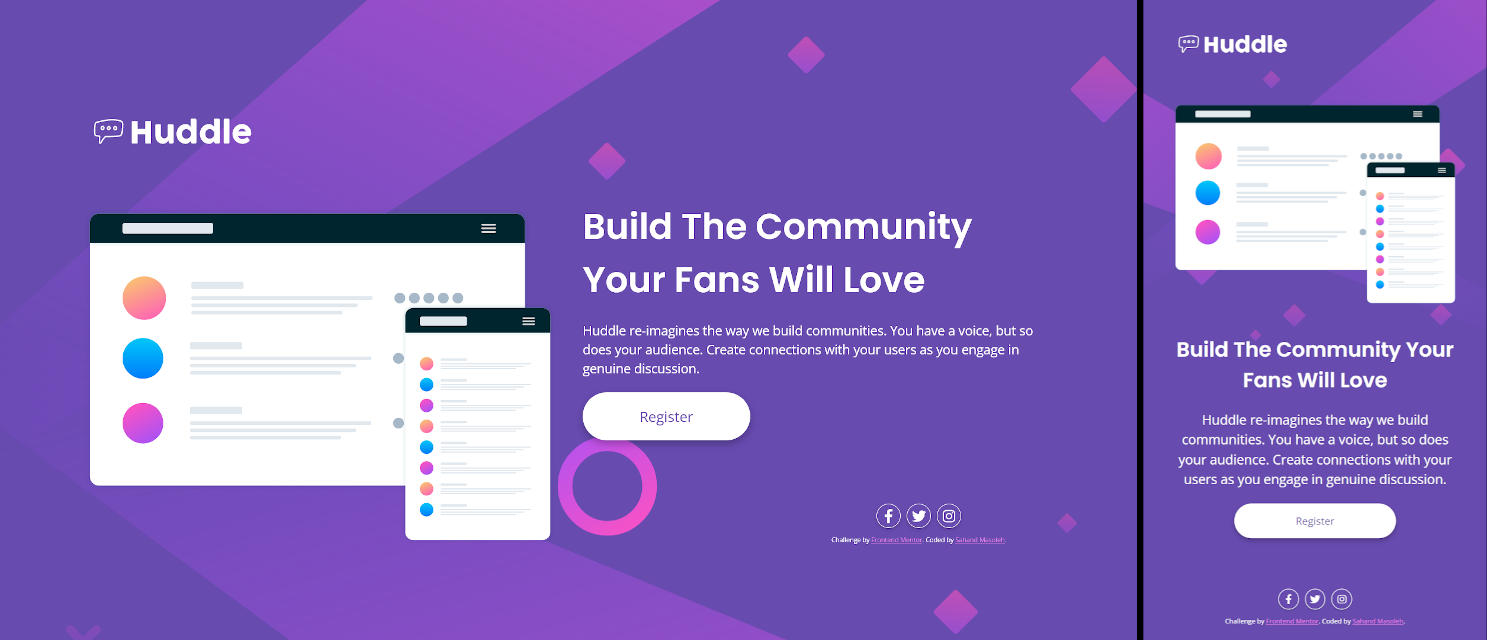 Huddle
Build The Community
Your Fans Will Love
Huddle re-imagines the way we build communities. You have a voice, but so
does your audience. Create connections with your users as you engage in
genuine discussion.
Register
Challenge by Frontend Mentor. Coded by Sahand Masoleh.
Huddle
Build The Community Your
Fans Will Love
Huddle re-imagines the way we build
communities. You have a voice, but so does
your audience. Create connections with your
users as you engage in genuine discussion.
Register
Challenge by Frontend Mentor. Coded by Sahand Masoleh.